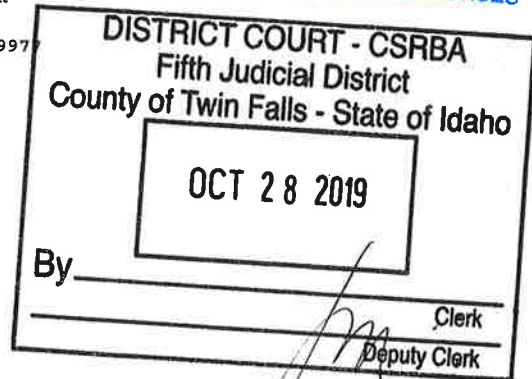 997
DISTRICT COURT - CSRBA
Fifth Judicial District
County of Twin Falls - State of Idaho
OCT 28 2019
By
Clerk
Deputy Clerk